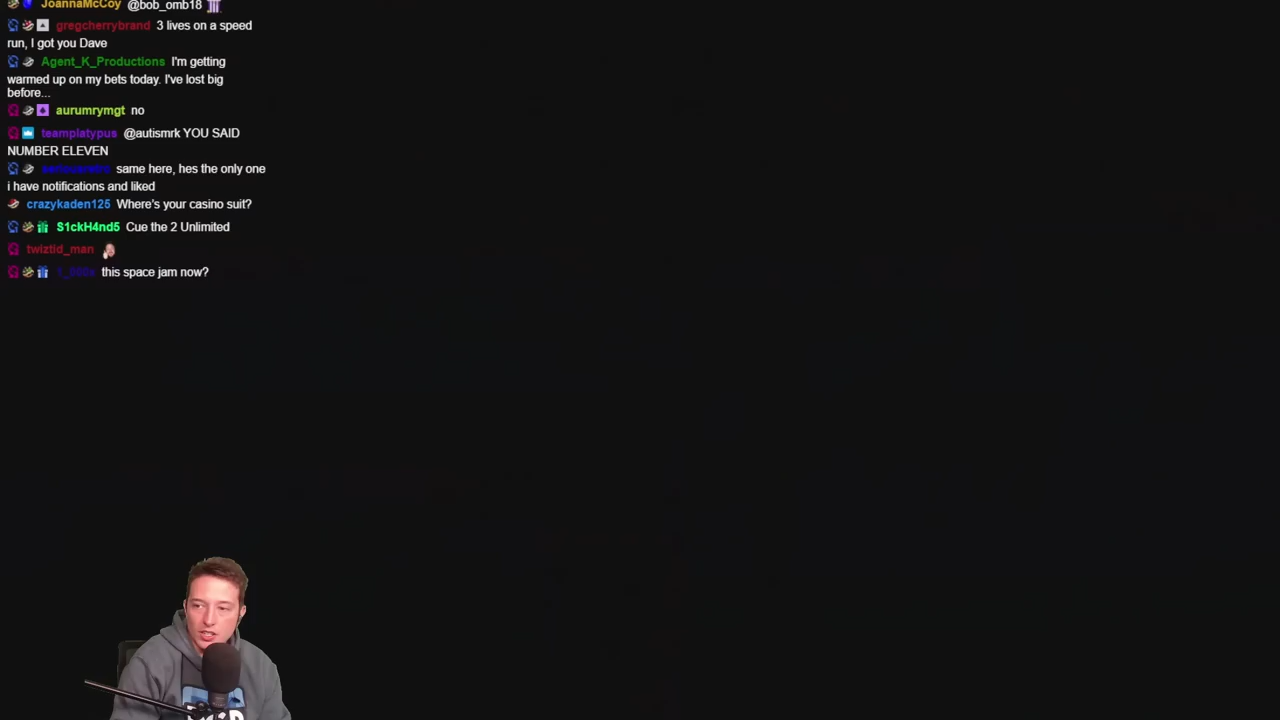 JoannaMcCoy @bob_omb18
gregcherrybrand 3 lives on a speed
run, I got you Dave
Agent_K_Productions I'm getting
warmed up on my bets today. I've lost big
before...
aurumrymgt no
teamplatypus @autismrk YOU SAID
NUMBER ELEVEN
same here, hes the only one
i have notifications and liked
crazykaden125 Where's your casino suit?
S1ckH4nd5 Cue the 2 Unlimited
twiztid_man
this space jam now?